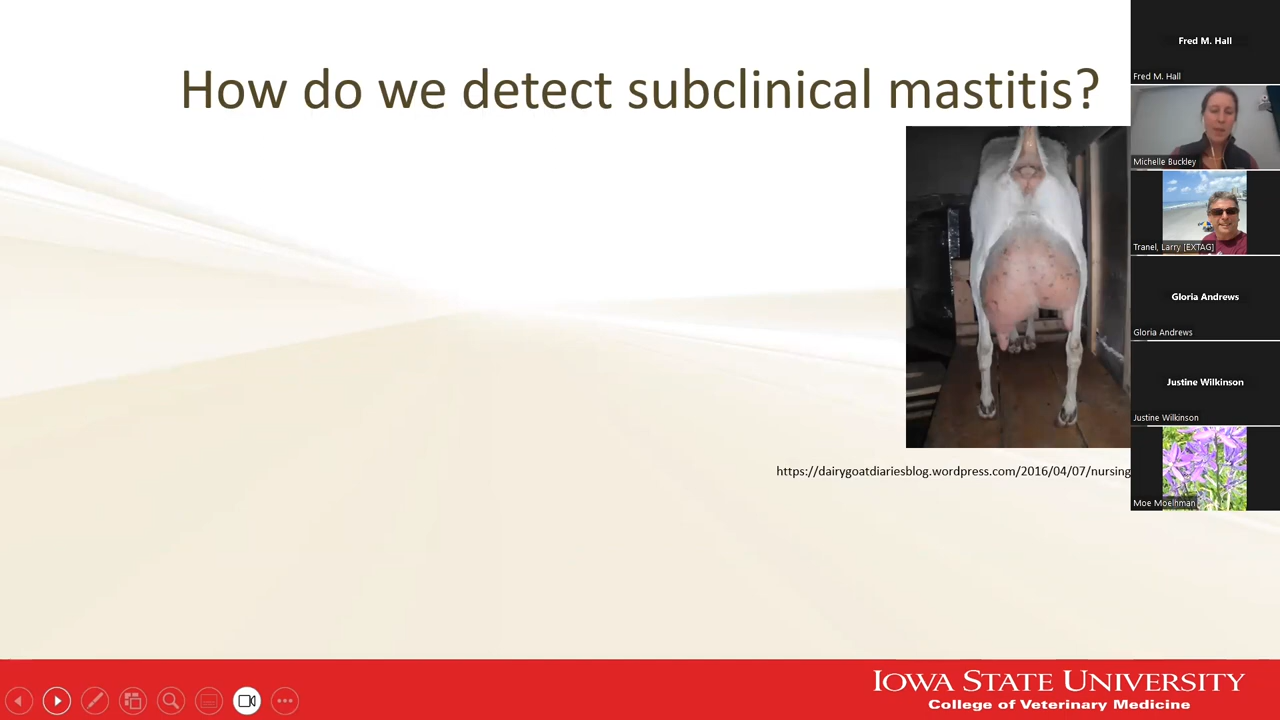 How do we detect subclinical mastitis?
https://dairygoatdiariesblog.wordpress.com/2016/04/07/nursing
IOWA STATE UNIVERSITY
College of Veterinary Medicine
Fred M. Hall
Fred M. Hall
Michelle Buckley
Tranel, Larry [EXTAG]
Gloria Andrews
Gloria Andrews
Justine Wilkinson
Justine Wilkinson
Moe Moelhman